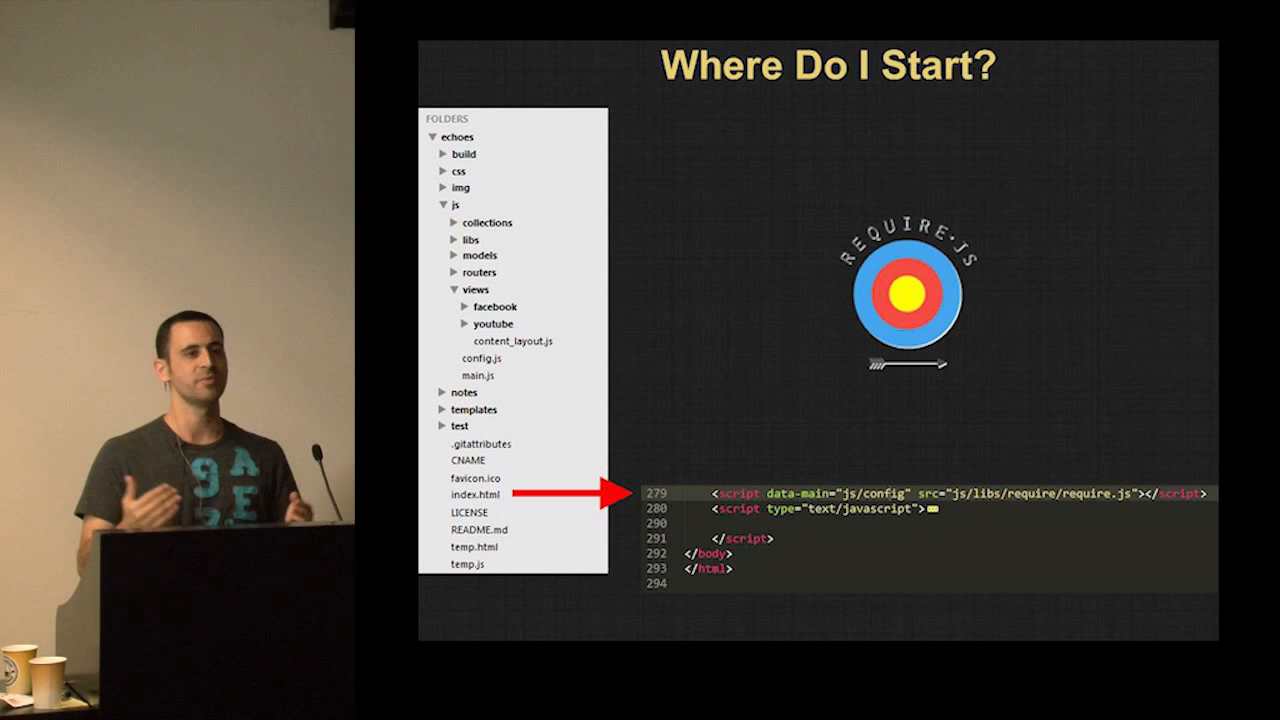 Where Do I Start?
FOLDERS
echoes
build
css
img
js
collections
libs
models
routers
views
facebook
youtube
content_layout.js
config.js
main.js
notes
templates
test
.gitattributes
CNAME
favicon.ico
index.html
LICENSE
README.md
temp.html
temp.js
REQUIRE.JS
279 <script data-main="js/config" src="js/libs/require/require.js"></script>
280 <script type="text/javascript">
290
291 </script>
292 </body>
293 </html>
294
9 A